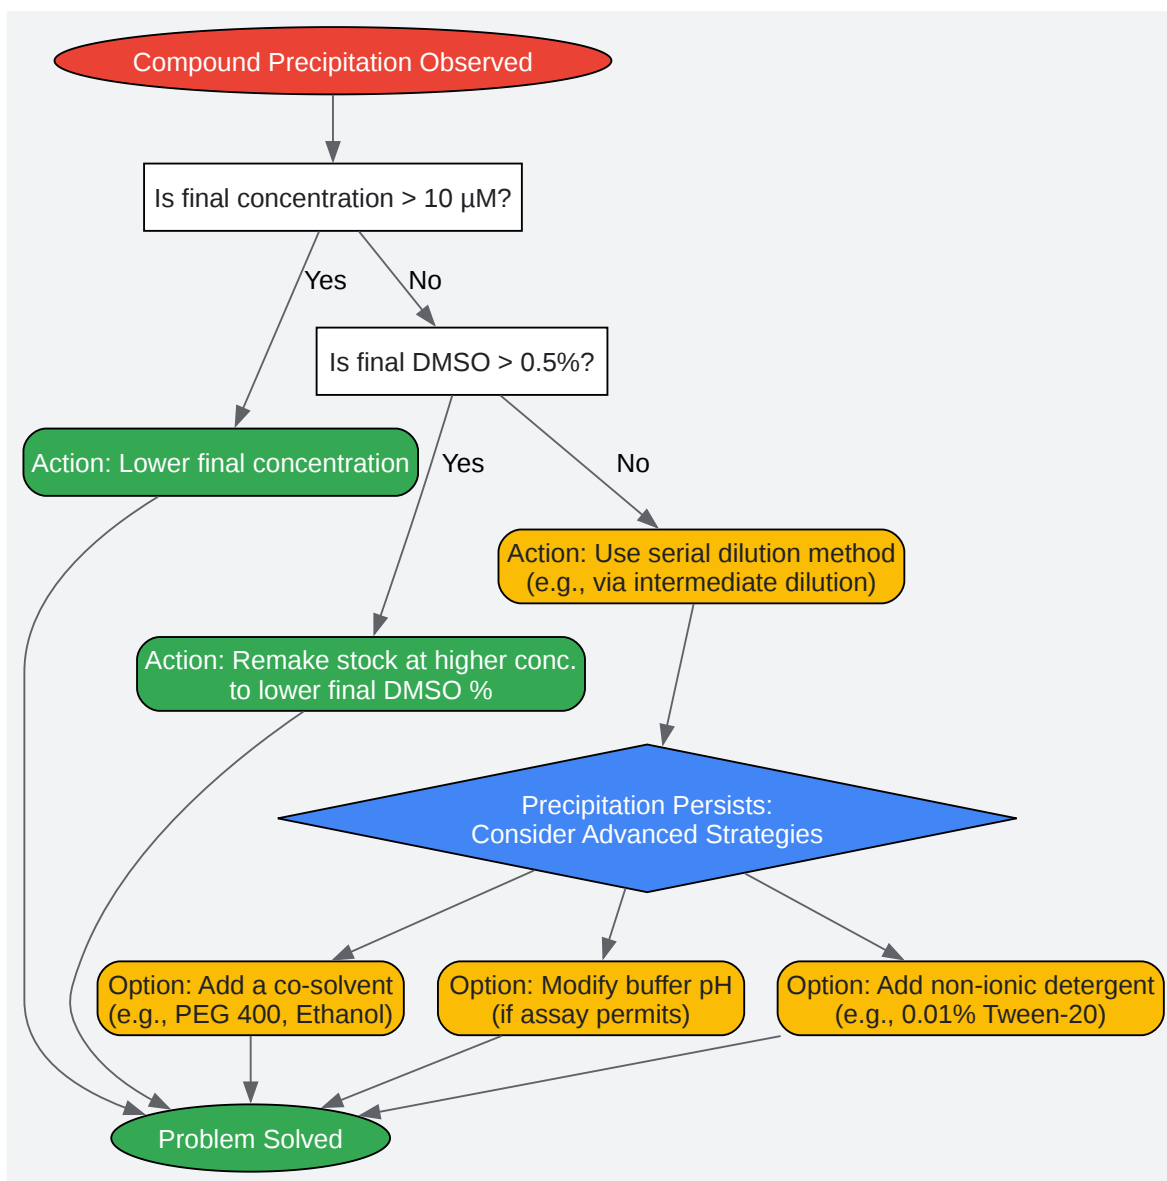 Compound Precipitation Observed
Is final concentration > 10 µM?
Yes
No
Is final DMSO > 0.5%?
Action: Lower final concentration
Yes
No
Action: Use serial dilution method
(e.g., via intermediate dilution)
Action: Remake stock at higher conc.
to lower final DMSO %
Precipitation Persists:
Consider Advanced Strategies
Option: Add a co-solvent
(e.g., PEG 400, Ethanol)
Option: Modify buffer pH
(if assay permits)
Option: Add non-ionic detergent
(e.g., 0.01% Tween-20)
Problem Solved